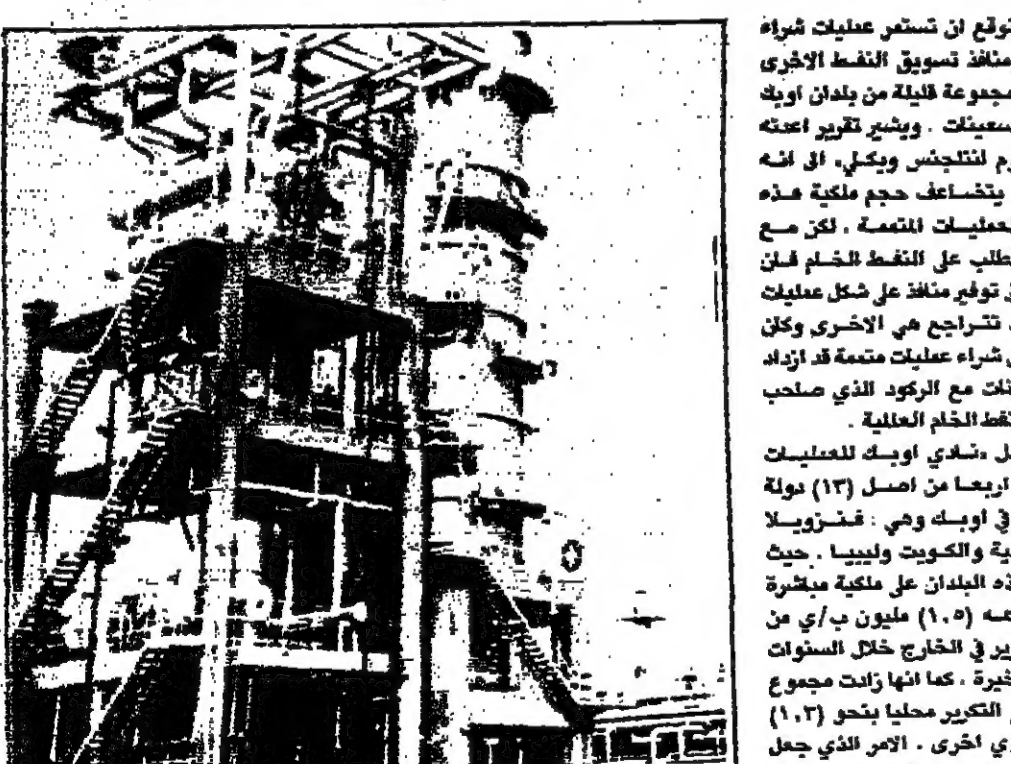 توقع ان تستمر عمليات شراء
منافذ تسويق النفط الاخرى
مجموعة قليلة من بلدان اوبك
سعينات . ويشير تقرير اعدته
رم انتلجنس ويكلي، الى انه
يتضاعف حجم ملكية هذه
لعمليات المتممة . لكن مع
طلب على النفط الخام فان
توفير منافذ على شكل عمليات
تتراجع هي الاخرى وكان
شراء عمليات متممة قد ازداد
نات مع الركود الذي صاحب
نفط الخام العالمية .
ل «نادي اوبك للعمليات
اربعا من اصل (١٣) دولة
في اوبك وهي : فنزويلا
ية والكويت وليبيا . حيث
ذه البلدان على ملكية مباشرة
(١.٥) مليون ب/ي من
رير في الخارج خلال السنوات
خيرة . كما انها زادت مجموع
التكرير محليا بنحو (١.٣)
ب/ي اخرى . الامر الذي جعل